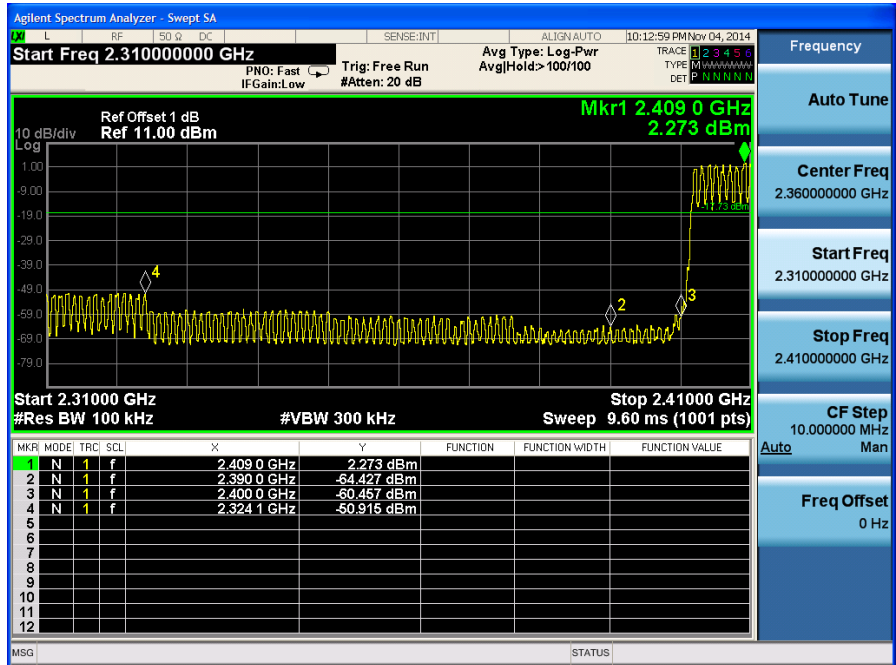 Agilent Spectrum Analyzer - Swept SA
LXI L RF 50 Ω DC SENSE:INT ALIGN AUTO 10:12:59 PM Nov 04, 2014
Start Freq 2.310000000 GHz
PNO: Fast
IFGain:Low
Trig: Free Run
#Atten: 20 dB
Avg Type: Log-Pwr
Avg|Hold:>100/100
TRACE 1 2 3 4 5 6
TYPE M WWWWW
DET P N N N N N
Mkr1 2.409 0 GHz
2.273 dBm
Ref Offset 1 dB
10 dB/div Ref 11.00 dBm
Log
1.00
-9.00
-19.0
-29.0
-39.0
-49.0
-59.0
-69.0
-79.0
-17.73 dBm
4
2
3
Start 2.31000 GHz Stop 2.41000 GHz
#Res BW 100 kHz #VBW 300 kHz Sweep 9.60 ms (1001 pts)
MKR MODE TRC SCL X Y FUNCTION FUNCTION WIDTH FUNCTION VALUE
1 N 1 f 2.409 0 GHz 2.273 dBm
2 N 1 f 2.390 0 GHz -64.427 dBm
3 N 1 f 2.400 0 GHz -60.457 dBm
4 N 1 f 2.324 1 GHz -50.915 dBm
5
6
7
8
9
10
11
12
MSG STATUS
Frequency
Auto Tune
Center Freq
2.360000000 GHz
Start Freq
2.310000000 GHz
Stop Freq
2.410000000 GHz
CF Step
10.000000 MHz
Auto Man
Freq Offset
0 Hz